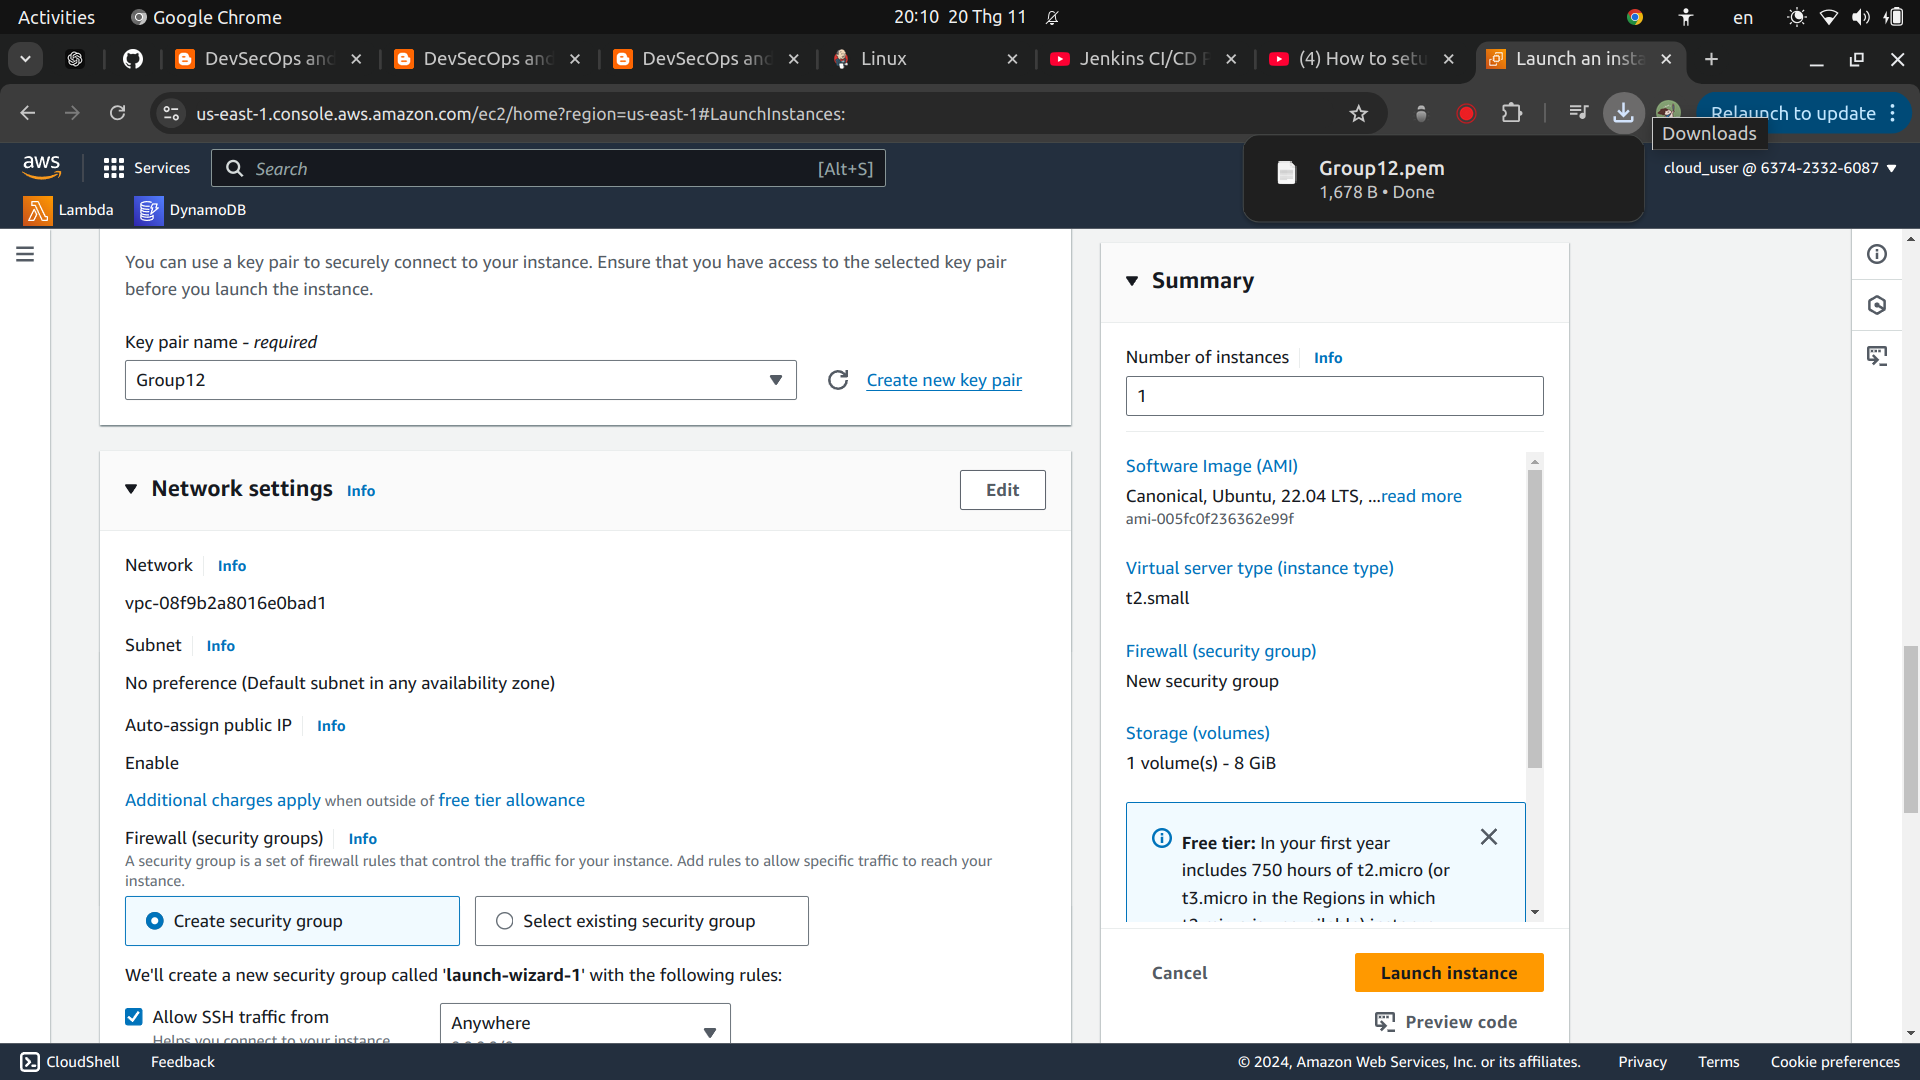 Activities
Google Chrome
20:10 20 Thg 11
en
DevSecOps and
DevSecOps and
DevSecOps and
Linux
Jenkins CI/CD P
(4) How to setu
Launch an insta
us-east-1.console.aws.amazon.com/ec2/home?region=us-east-1#LaunchInstances:
Relaunch to update
Downloads
aws
Services
Search
[Alt+S]
Group12.pem
1,678 B • Done
cloud_user @ 6374-2332-6087
Lambda
DynamoDB
You can use a key pair to securely connect to your instance. Ensure that you have access to the selected key pair
before you launch the instance.
Key pair name - required
Group12
Create new key pair
Network settings Info
Edit
Network Info
vpc-08f9b2a8016e0bad1
Subnet Info
No preference (Default subnet in any availability zone)
Auto-assign public IP Info
Enable
Additional charges apply when outside of free tier allowance
Firewall (security groups) Info
A security group is a set of firewall rules that control the traffic for your instance. Add rules to allow specific traffic to reach your
instance.
Create security group
Select existing security group
We'll create a new security group called 'launch-wizard-1' with the following rules:
Allow SSH traffic from
Helps you connect to your instance
Anywhere
Summary
Number of instances Info
1
Software Image (AMI)
Canonical, Ubuntu, 22.04 LTS, ...read more
ami-005fc0f236362e99f
Virtual server type (instance type)
t2.small
Firewall (security group)
New security group
Storage (volumes)
1 volume(s) - 8 GiB
Free tier: In your first year
includes 750 hours of t2.micro (or
t3.micro in the Regions in which
Cancel
Launch instance
Preview code
CloudShell
Feedback
© 2024, Amazon Web Services, Inc. or its affiliates.
Privacy
Terms
Cookie preferences